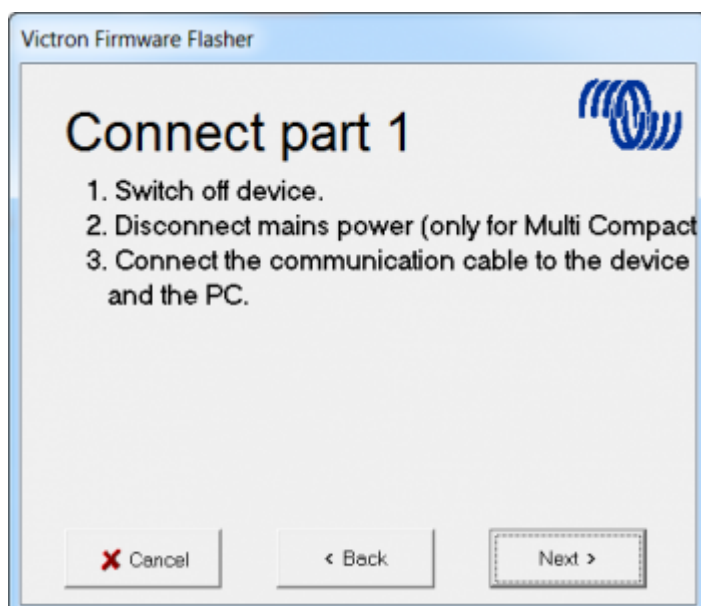 Victron Firmware Flasher
Connect part 1
1. Switch off device.
2. Disconnect mains power (only for Multi Compact
3. Connect the communication cable to the device
and the PC.
Cancel
< Back
Next >